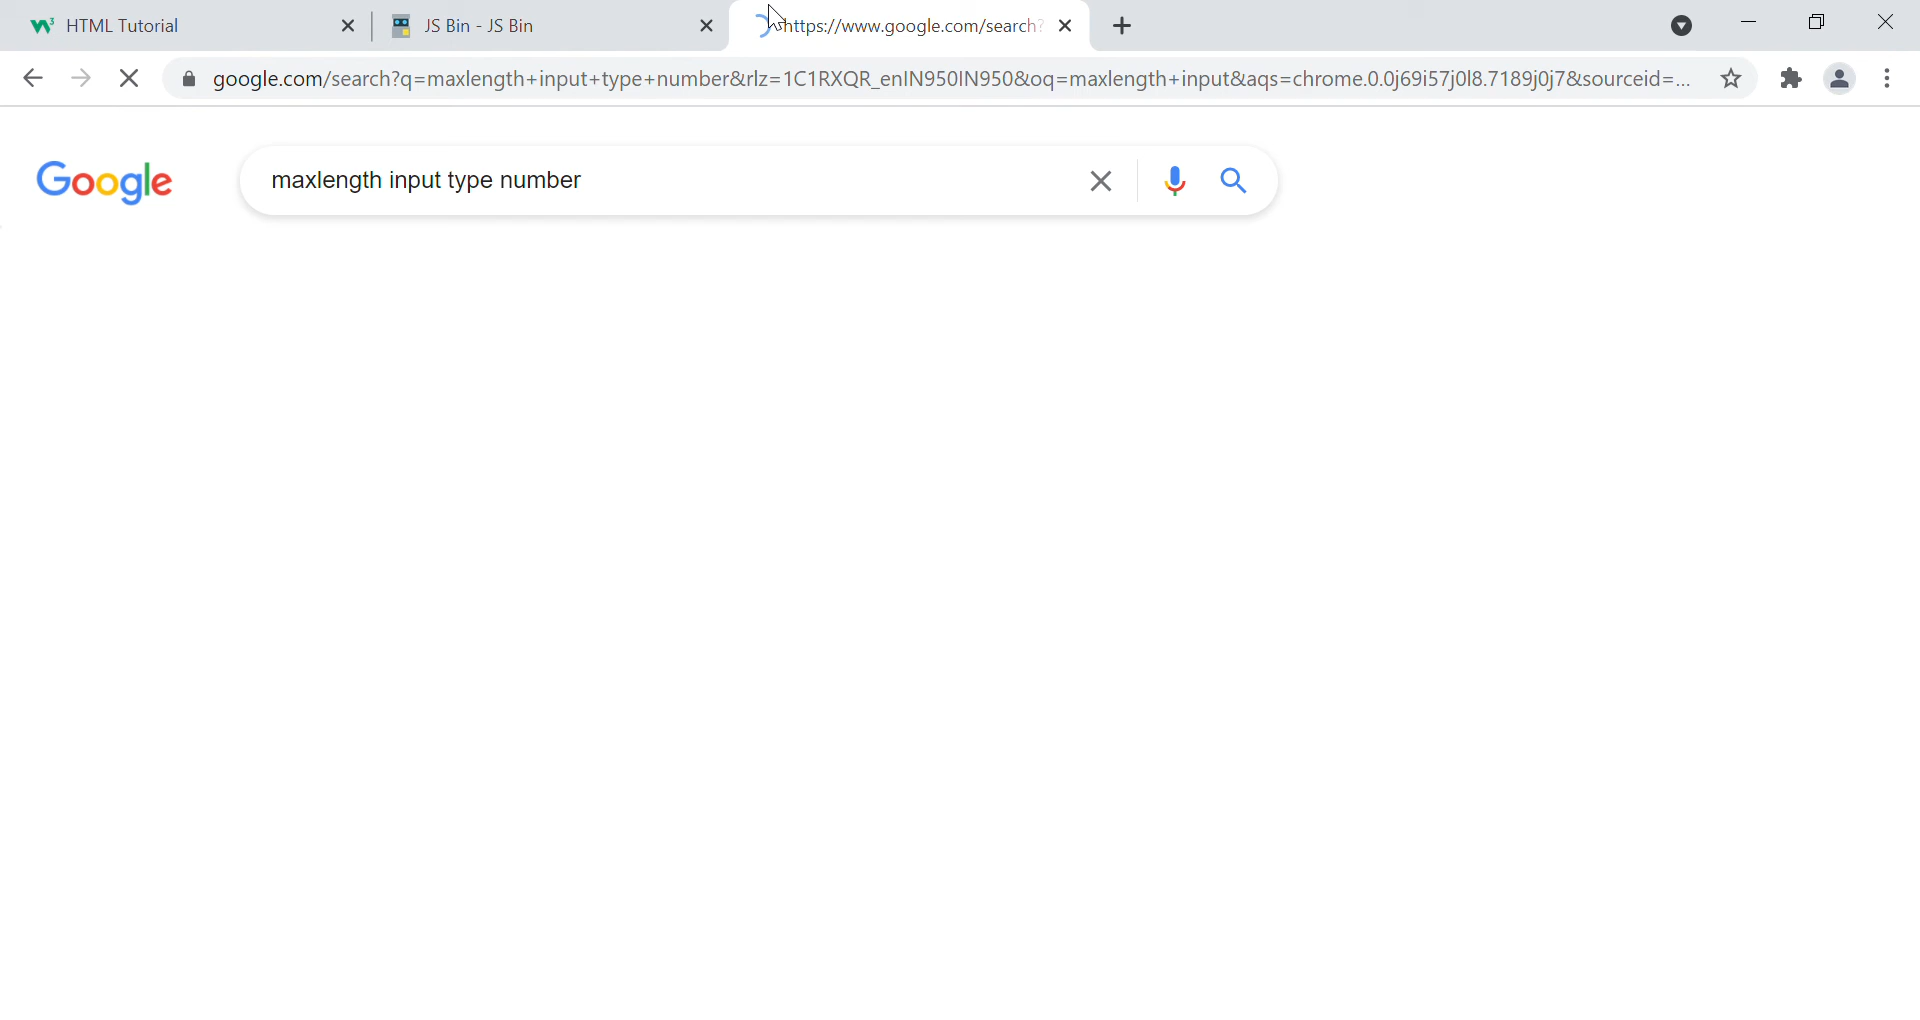 HTML Tutorial
JS Bin - JS Bin
https://www.google.com/search?
google.com/search?q=maxlength+input+type+number&rlz=1C1RXQR_enIN950IN950&oq=maxlength+input&aqs=chrome.0.0j69i57j0l8.7189j0j7&sourceid=...
Google
maxlength input type number